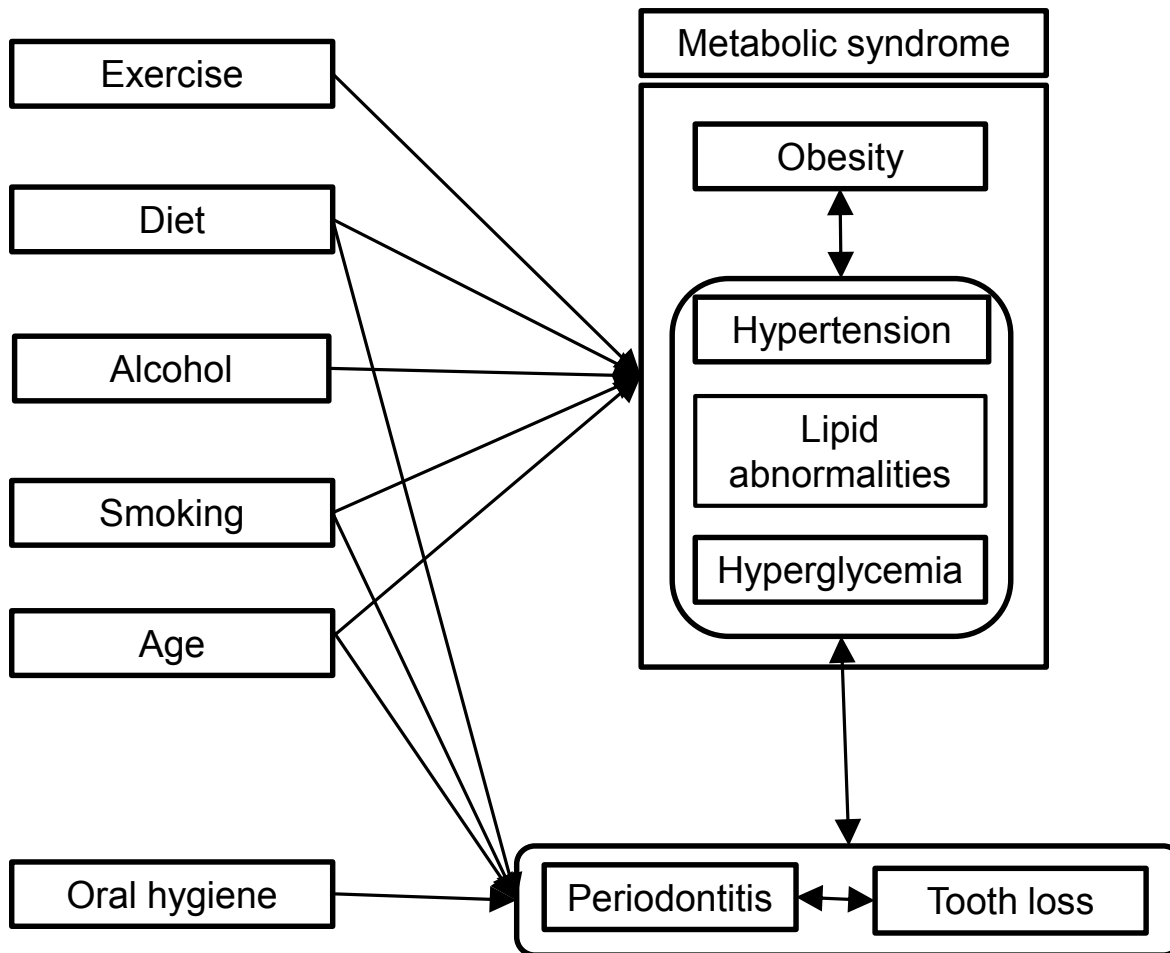 Exercise
Diet
Alcohol
Smoking
Age
Oral hygiene
Metabolic syndrome
Obesity
Hypertension
Lipid
abnormalities
Hyperglycemia
Periodontitis
Tooth loss